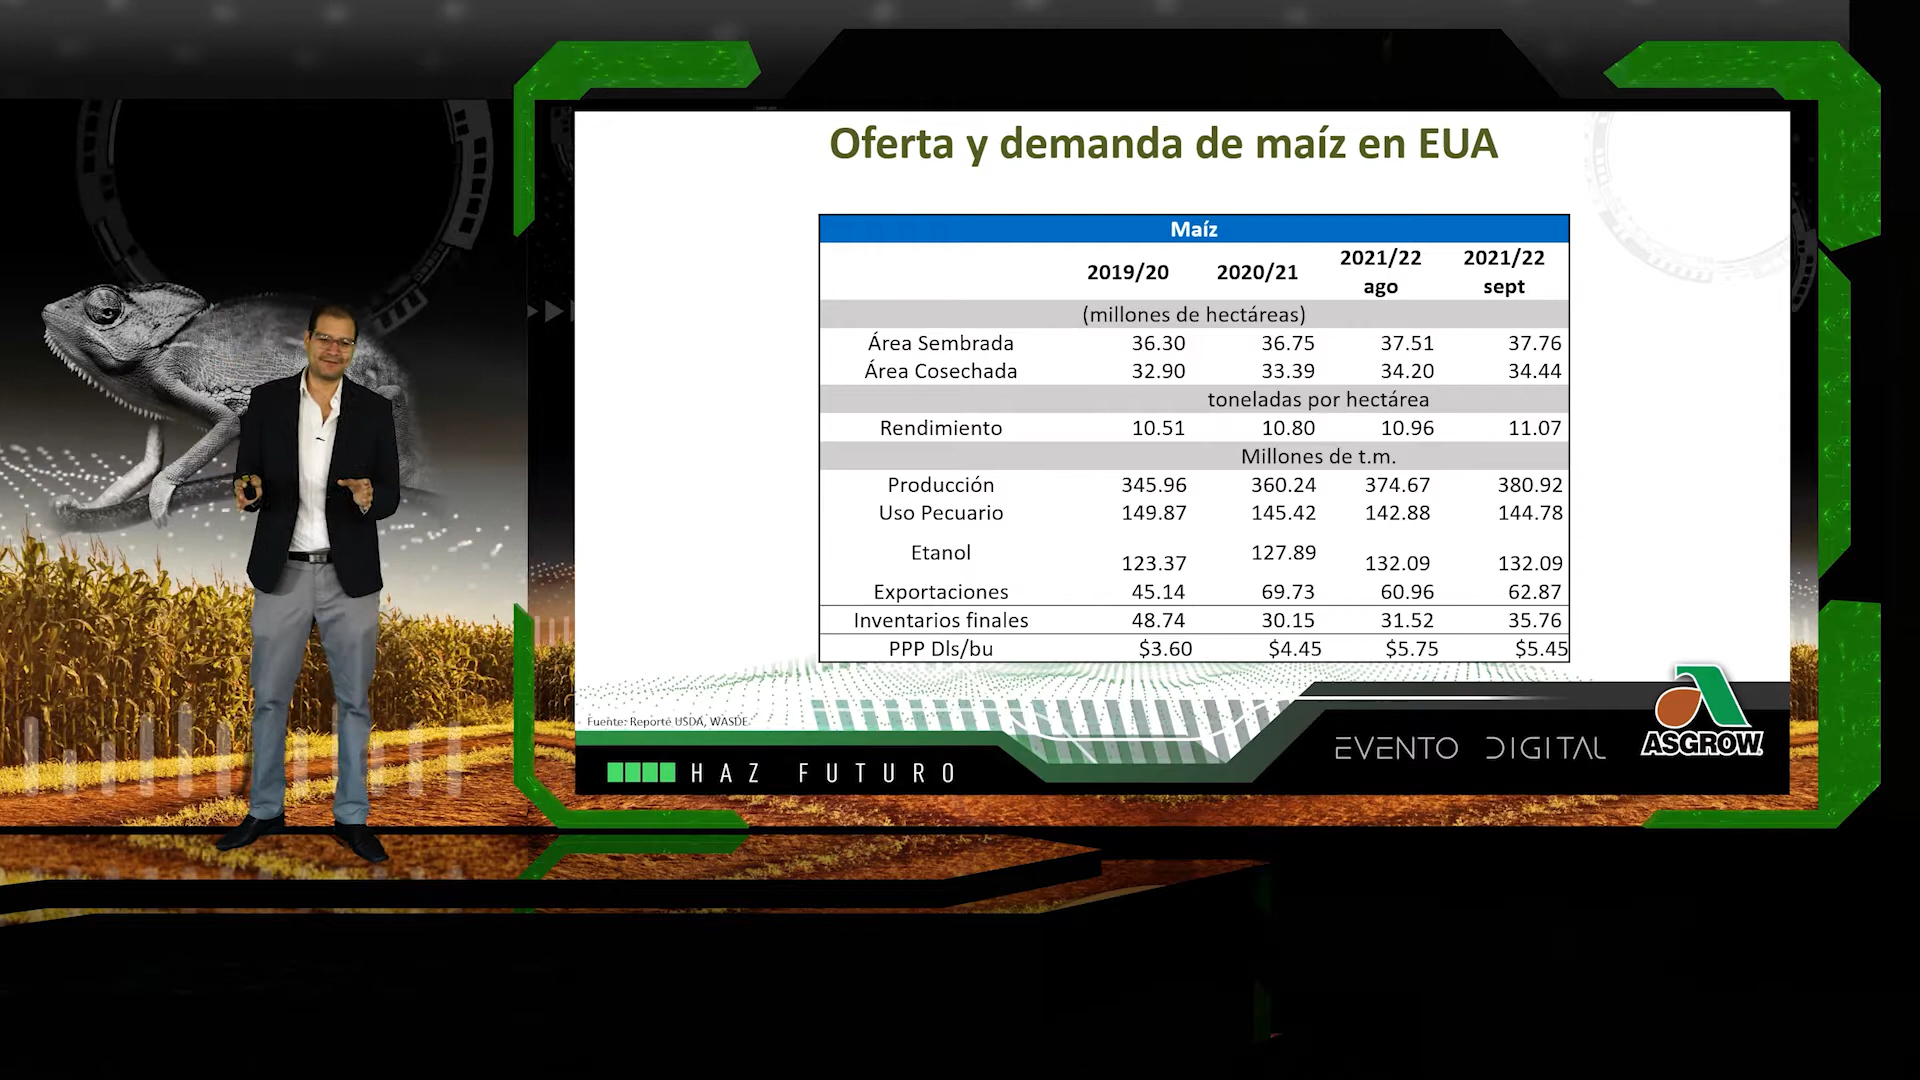 Oferta y demanda de maíz en EUA
Maíz
2019/20 2020/21 2021/22 ago 2021/22 sept
(millones de hectáreas)
Área Sembrada 36.30 36.75 37.51 37.76
Área Cosechada 32.90 33.39 34.20 34.44
toneladas por hectárea
Rendimiento 10.51 10.80 10.96 11.07
Millones de t.m.
Producción 345.96 360.24 374.67 380.92
Uso Pecuario 149.87 145.42 142.88 144.78
Etanol 123.37 127.89 132.09 132.09
Exportaciones 45.14 69.73 60.96 62.87
Inventarios finales 48.74 30.15 31.52 35.76
PPP Dls/bu $3.60 $4.45 $5.75 $5.45
Fuente: Reporte USDA, WASDE
HAZ FUTURO
EVENTO DIGITAL
ASGROW